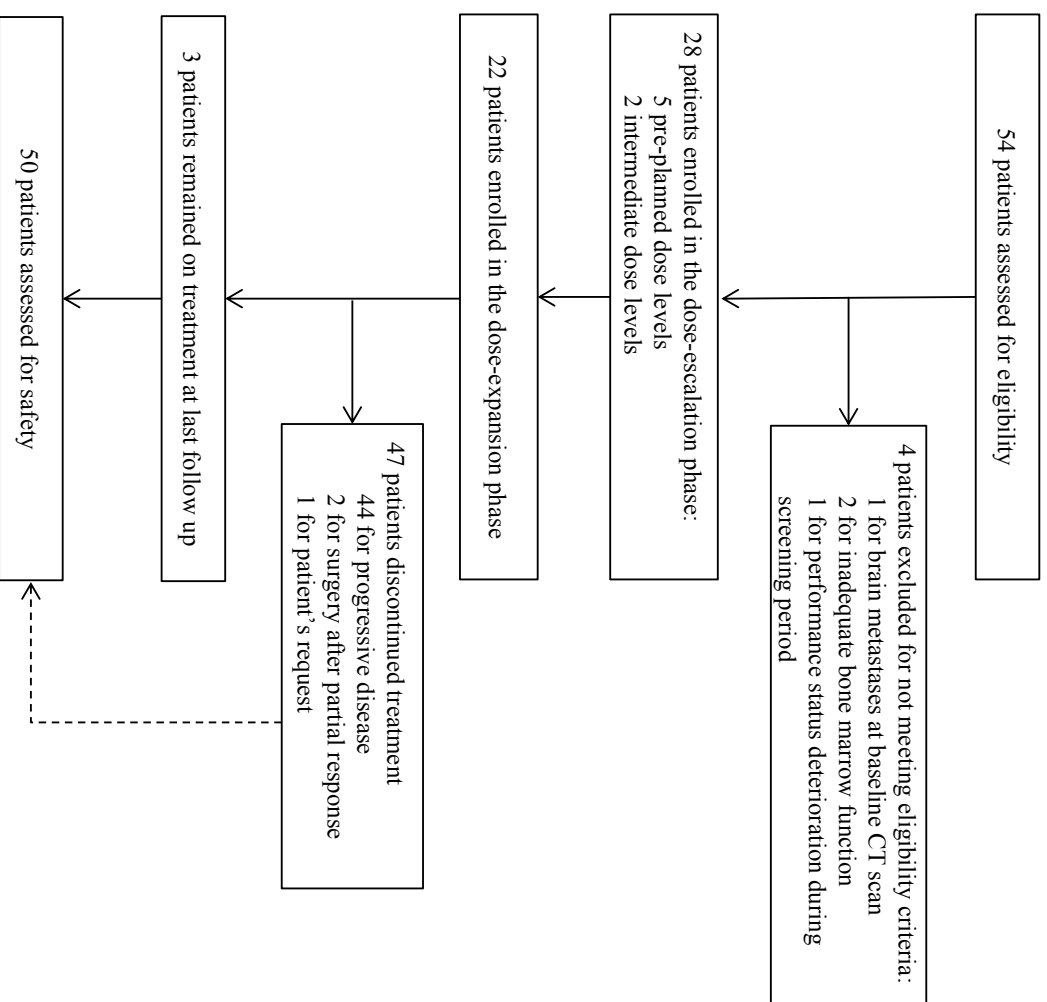 54 patients assessed for eligibility
4 patients excluded for not meeting eligibility criteria:
1 for brain metastases at baseline CT scan
2 for inadequate bone marrow function
1 for performance status deterioration during
screening period
28 patients enrolled in the dose-escalation phase:
5 pre-planned dose levels
2 intermediate dose levels
22 patients enrolled in the dose-expansion phase
47 patients discontinued treatment
44 for progressive disease
2 for surgery after partial response
1 for patient’s request
3 patients remained on treatment at last follow up
50 patients assessed for safety